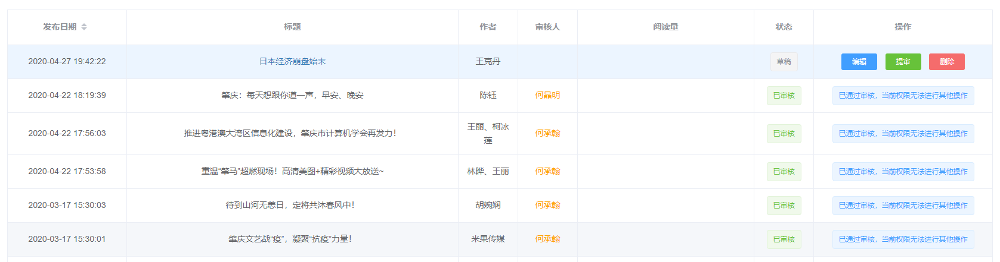 发布日期 标题 作者 审核人 阅读量 状态 操作
2020-04-27 19:42:22 日本经济崩盘始末 王克丹 草稿 编辑 提审 删除
2020-04-22 18:19:39 肇庆：每天想跟你道一声，早安、晚安 陈钰 何晶明 已审核 已通过审核，当前权限无法进行其他操作
2020-04-22 17:56:03 推进粤港澳大湾区信息化建设，肇庆市计算机学会再发力！ 王丽、柯冰
莲 何承翰 已审核 已通过审核，当前权限无法进行其他操作
2020-04-22 17:53:58 重温“肇马”超燃现场！高清美图+精彩视频大放送~ 林晔、王丽 何承翰 已审核 已通过审核，当前权限无法进行其他操作
2020-03-17 15:30:03 待到山河无恙日，定将共沐春风中！ 胡婉娴 何承翰 已审核 已通过审核，当前权限无法进行其他操作
2020-03-17 15:30:01 肇庆文艺战“疫”，凝聚“抗疫”力量！ 米果传媒 何承翰 已审核 已通过审核，当前权限无法进行其他操作